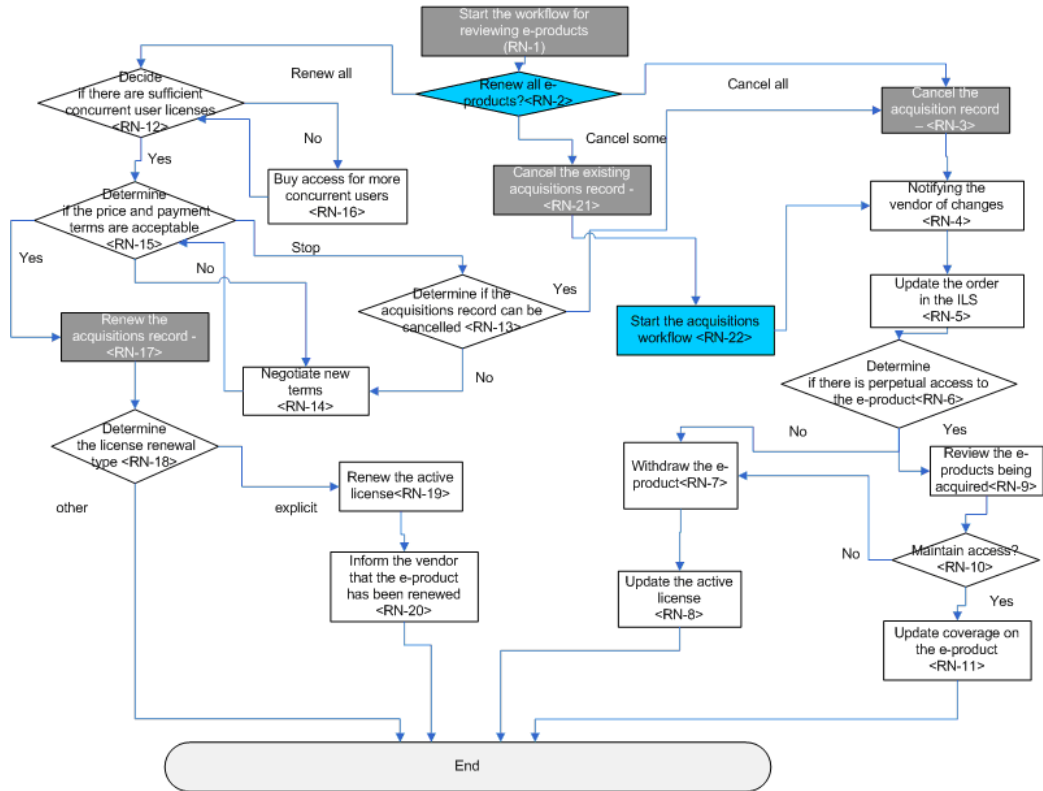 Start the workflow for
reviewing e-products
(RN-1)
Renew all
Renew all e-
products?<RN-2>
Cancel all
Cancel some
Decide
if there are sufficient
concurrent user licenses
<RN-12>
No
Yes
Buy access for more
concurrent users
<RN-16>
Cancel the
acquisition record
– <RN-3>
Cancel the existing
acquisitions record -
<RN-21>
Notifying the
vendor of changes
<RN-4>
Determine
if the price and payment
terms are acceptable
<RN-15>
Yes
Stop
No
Determine if the
acquisitions record can be
cancelled <RN-13>
Yes
No
Update the order
in the ILS
<RN-5>
Start the acquisitions
workflow <RN-22>
Renew the
acquisitions record -
<RN-17>
Negotiate new
terms
<RN-14>
Determine
if there is perpetual access to
the e-product<RN-6>
No
Yes
Determine
the license renewal
type <RN-18>
other
explicit
Renew the active
license<RN-19>
Withdraw the e-
product<RN-7>
Review the e-
products being
acquired<RN-9>
Maintain access?
<RN-10>
No
Yes
Inform the vendor
that the e-product
has been renewed
<RN-20>
Update the active
license
<RN-8>
Update coverage on
the e-product
<RN-11>
End